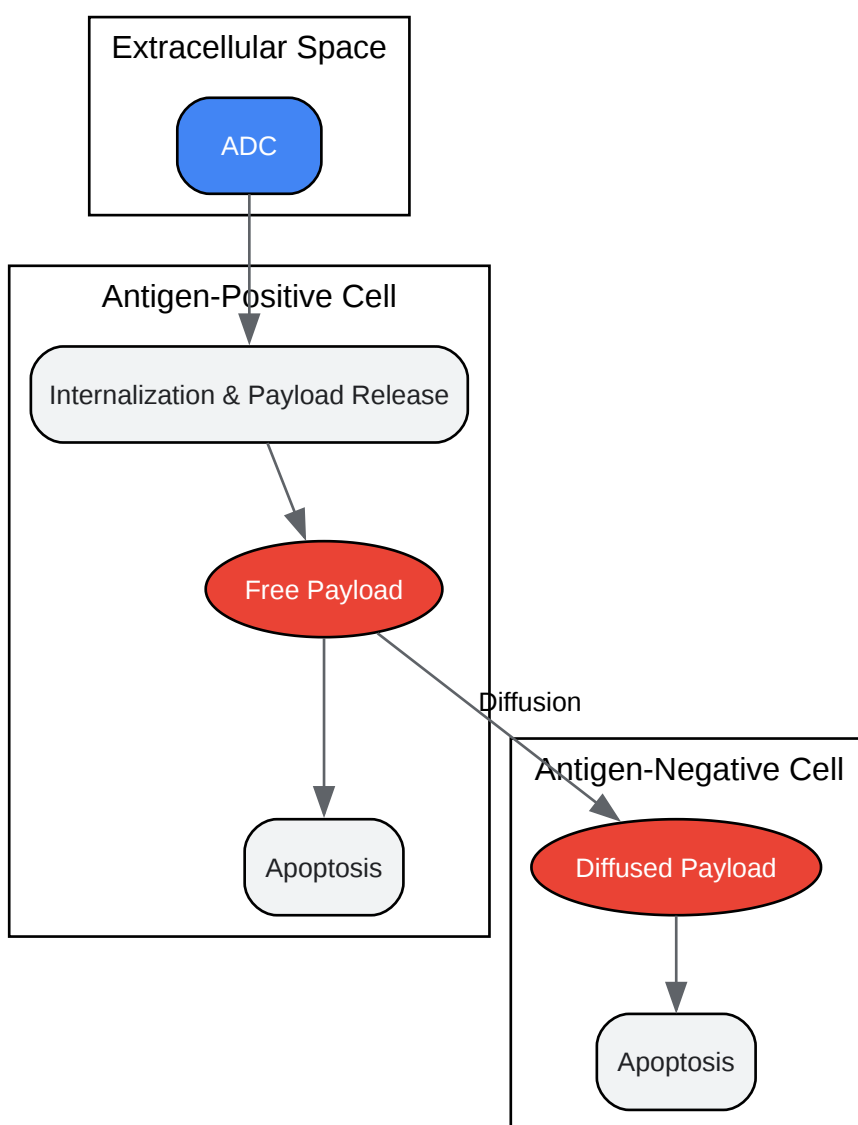 Extracellular Space
ADC
Antigen-Positive Cell
Internalization & Payload Release
Free Payload
Diffusion
Antigen-Negative Cell
Apoptosis
Diffused Payload
Apoptosis